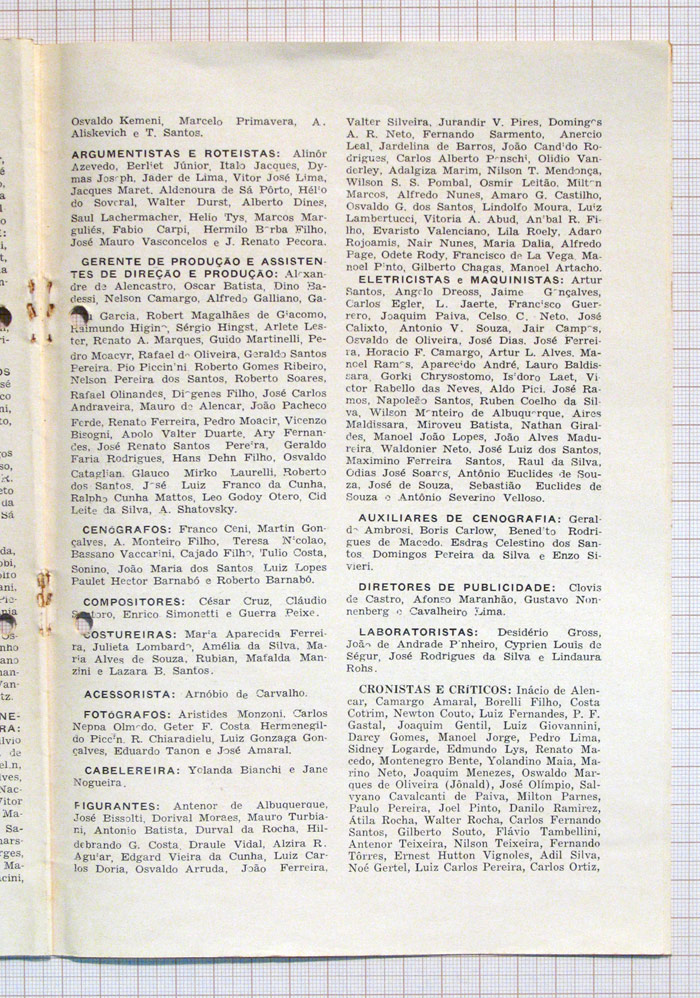 Osvaldo Kemeni, Marcelo Primavera, A.
Aliskevich e T. Santos.
ARGUMENTISTAS E ROTEISTAS: Alinôr
Azevedo, Berliet Júnior, Italo Jacques, Dy-
mas Joseph, Jader de Lima, Vitor José Lima,
Jacques Maret, Aldenoura de Sá Pôrto, Hélio
do Soveral, Walter Durst, Alberto Dines,
Saul Lachermacher, Helio Tys, Marcos Mar-
guliés, Fabio Carpi, Hermilo Borba Filho,
José Mauro Vasconcelos e J. Renato Pecora.
GERENTE DE PRODUÇÃO E ASSISTEN-
TES DE DIREÇÃO E PRODUÇÃO: Alexan-
dre de Alencastro, Oscar Batista, Dino Ba-
dessi, Nelson Camargo, Alfredo Galliano, Ga-
Garcia, Robert Magalhães de Giacomo,
Raimundo Higino, Sérgio Hingst, Arlete Les-
ter, Renato A. Marques, Guido Martinelli, Pe-
dro Moacyr, Rafael de Oliveira, Geraldo Santos
Pereira. Pio Piccinini Roberto Gomes Ribeiro,
Nelson Pereira dos Santos, Roberto Soares,
Rafael Olinandes, Diogenes Filho, José Carlos
Andraveira, Mauro de Alencar, João Pacheco
Forde, Renato Ferreira, Pedro Moacir, Vicenzo
Bisogni, Apolo Valter Duarte, Ary Fernan-
des, José Renato Santos Pereira, Geraldo
Faria Rodrigues, Hans Dehn Filho, Osvaldo
Cataglian. Glauco Mirko Laurelli, Roberto
dos Santos, José Luiz Franco da Cunha,
Ralpho Cunha Mattos, Leo Godoy Otero, Cid
Leite da Silva, A. Shatovsky.
CENÓGRAFOS: Franco Ceni, Martin Gon-
çalves, A. Monteiro Filho, Teresa Nicolao,
Bassano Vaccarini, Cajado Filho, Tulio Costa,
Sonino, João Maria dos Santos, Luiz Lopes
Paulet Hector Barnabó e Roberto Barnabó.
COMPOSITORES: César Cruz, Cláudio
Santoro, Enrico Simonetti e Guerra Peixe.
COSTUREIRAS: Maria Aparecida Ferrei-
ra, Julieta Lombardo, Amélia da Silva, Ma-
ria Alves de Souza, Rubian, Mafalda Man-
zini e Lazara B. Santos.
ACESSORISTA: Arnóbio de Carvalho.
FOTÓGRAFOS: Aristides Monzoni, Carlos
Neppa Olmedo, Geter F. Costa Hermenegil-
do Piccin. R. Chiaradielu, Luiz Gonzaga Gon-
çalves, Eduardo Tanon e José Amaral.
CABELEREIRA: Yolanda Bianchi e Jane
Nogueira.
FIGURANTES: Antenor de Albuquerque,
José Bissolti, Dorival Moraes, Mauro Turbia-
ni, Antonio Batista, Durval da Rocha, Hil-
debrando G. Costa, Draule Vidal, Alzira R.
Aguiar, Edgard Vieira da Cunha, Luiz Car-
los Doria, Osvaldo Arruda, João Ferreira,
Valter Silveira, Jurandir V. Pires, Domingos
A. R. Neto, Fernando Sarmento, Anercio
Leal, Jardelina de Barros, João Candido Ro-
drigues, Carlos Alberto Penschi, Olidio Van-
derley, Adalgiza Marim, Nilson T. Mendonça,
Wilson S. S. Pombal, Osmir Leitão, Milton
Marcos, Alfredo Nunes, Amaro G. Castilho,
Osvaldo G. dos Santos, Lindolfo Moura, Luiz
Lambertucci, Vitoria A. Abud, Anibal R. Fi-
lho, Evaristo Valenciano, Lila Roely, Adaro
Rojoamis, Nair Nunes, Maria Dalia, Alfredo
Page, Odete Rody, Francisco de La Vega, Ma-
noel Pinto, Gilberto Chagas, Manoel Artacho.
ELETRICISTAS e MAQUINISTAS: Artur
Santos, Angelo Dreoss, Jaime Gonçalves,
Carlos Egler, L. Jaerte, Francisco Guer-
rero, Joaquim Paiva, Celso C. Neto, José
Calixto, Antonio V. Souza, Jair Campos,
Osvaldo de Oliveira, José Dias. José Ferrei-
ra, Horacio F. Camargo, Artur L. Alves, Ma-
noel Ramos, Aparecido André, Lauro Baldis-
sara, Gorki Chrysostomo, Isidoro Laet, Vi-
ctor Rabello das Neves, Aldo Pici, José Ra-
mos, Napoleão Santos, Ruben Coelho da Sil-
va, Wilson Monteiro de Albuquerque, Aires
Maldissara, Miroveu Batista, Nathan Giral-
des, Manoel João Lopes, João Alves Madu-
reira, Waldonier Neto, José Luiz dos Santos,
Maximino Ferreira Santos, Raul da Silva,
Odias José Soares, Antônio Euclides de Sou-
za, José de Souza, Sebastião Euclides de
Souza e Antônio Severino Velloso.
AUXILIARES DE CENOGRAFIA: Geral-
do Ambrosi, Boris Carlow, Benedito Rodri-
gues de Macedo, Esdras Celestino dos San-
tos Domingos Pereira da Silva e Enzo Si-
vieri.
DIRETORES DE PUBLICIDADE: Clovis
de Castro, Afonso Maranhão, Gustavo Non-
nenberg e Cavalheiro Lima.
LABORATORISTAS: Desidério Gross,
João de Andrade Pinheiro, Cyprien Louis de
Ségur, José Rodrigues da Silva e Lindaura
Rohs.
CRONISTAS E CRÍTICOS: Inácio de Alen-
car, Camargo Amaral, Borelli Filho, Costa
Cotrim, Newton Couto, Luiz Fernandes, P. F.
Gastal, Joaquim Gentil, Luiz Giovannini,
Darcy Gomes, Manoel Jorge, Pedro Lima,
Sidney Logarde, Edmundo Lys, Renato Ma-
cedo, Montenegro Bente, Yolandino Maia, Ma-
rino Neto, Joaquim Menezes, Oswaldo Mar-
ques de Oliveira (Jônald), José Olímpio, Sal-
vyano Cavalcanti de Paiva, Milton Parnes,
Paulo Pereira, Joel Pinto, Danilo Ramirez,
Átila Rocha, Walter Rocha, Carlos Fernando
Santos, Gilberto Souto, Flávio Tambellini,
Antenor Teixeira, Nilson Teixeira, Fernando
Tôrres, Ernest Hutton Vignoles, Adil Silva,
Noé Gertel, Luiz Carlos Pereira, Carlos Ortiz,